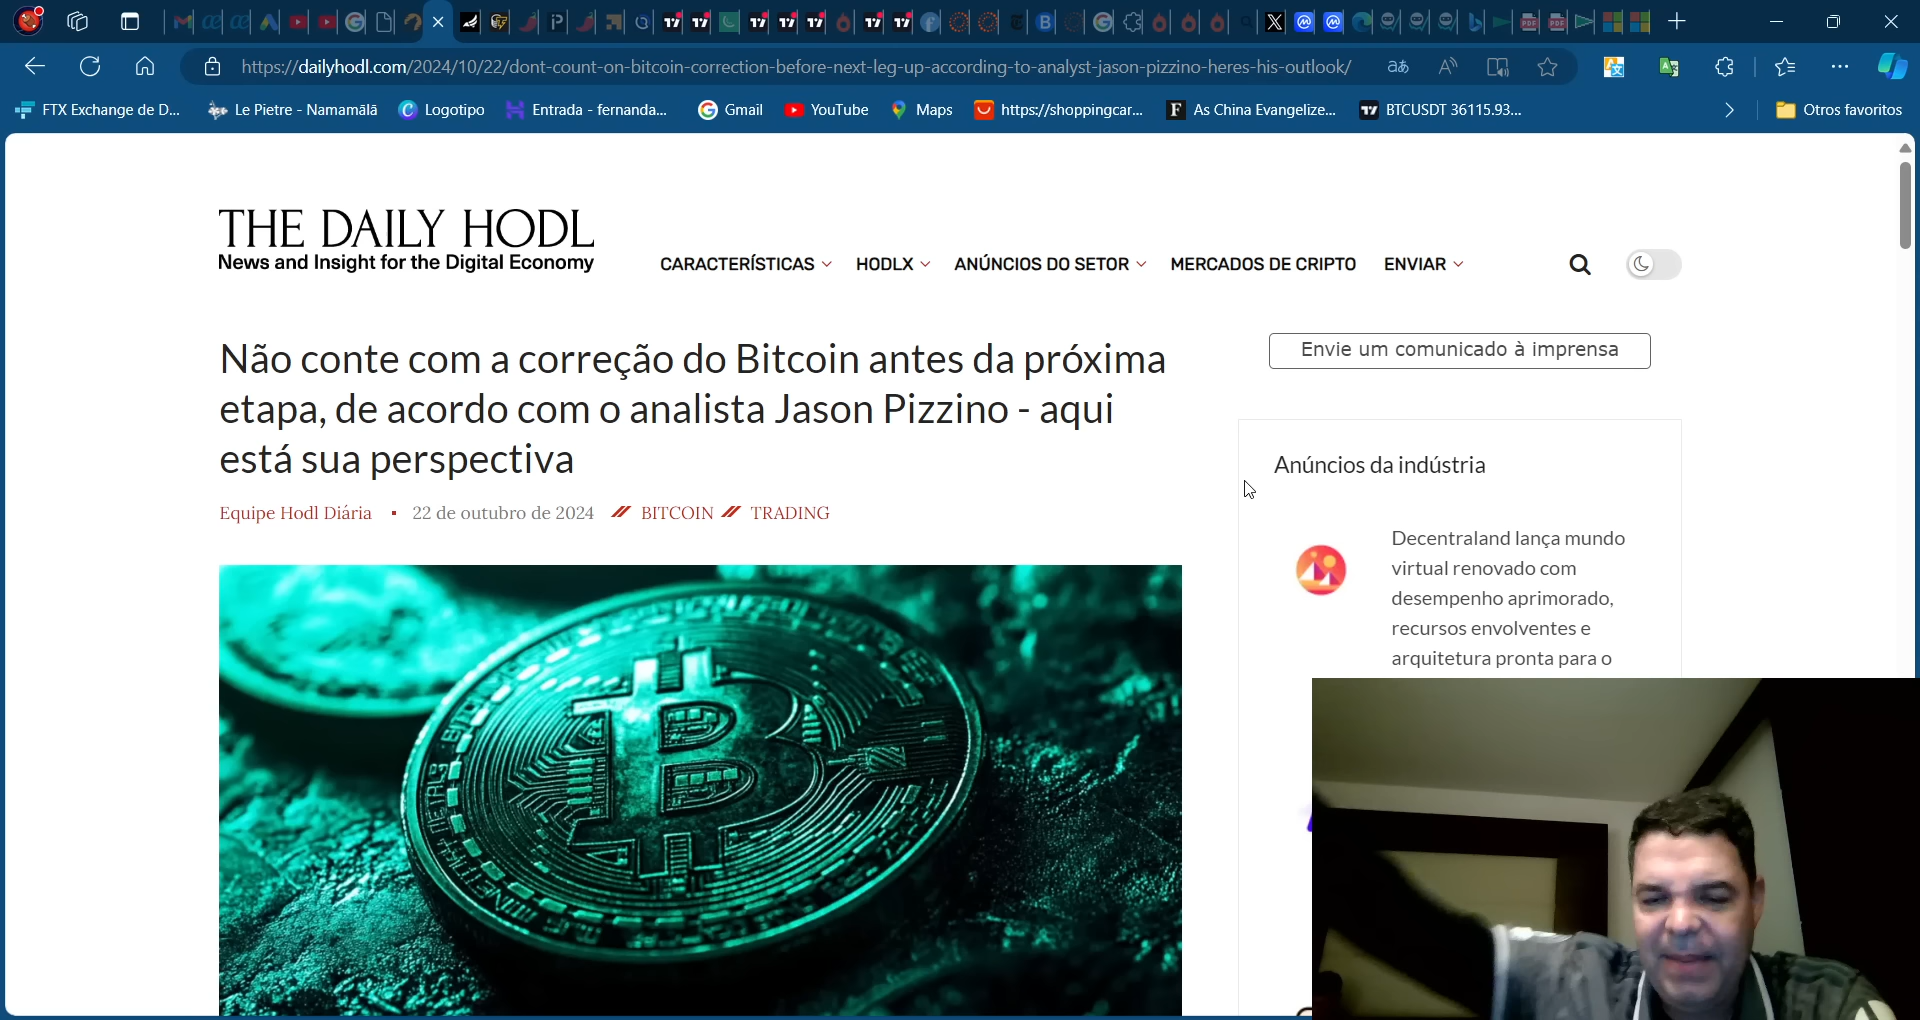 https://dailyhodl.com/2024/10/22/dont-count-on-bitcoin-correction-before-next-leg-up-according-to-analyst-jason-pizzino-heres-his-outlook/
FTX Exchange de D... Le Pietre - Namamālā Logotipo Entrada - fernanda... Gmail YouTube Maps https://shoppingcar... As China Evangelize... BTCUSDT 36115.93... Otros favoritos
THE DAILY HODL
News and Insight for the Digital Economy
CARACTERÍSTICAS HODLX ANÚNCIOS DO SETOR MERCADOS DE CRIPTO ENVIAR
Não conte com a correção do Bitcoin antes da próxima
etapa, de acordo com o analista Jason Pizzino - aqui
está sua perspectiva
Equipe Hodl Diária ▪ 22 de outubro de 2024 // BITCOIN // TRADING
Envie um comunicado à imprensa
Anúncios da indústria
Decentraland lança mundo
virtual renovado com
desempenho aprimorado,
recursos envolventes e
arquitetura pronta para o